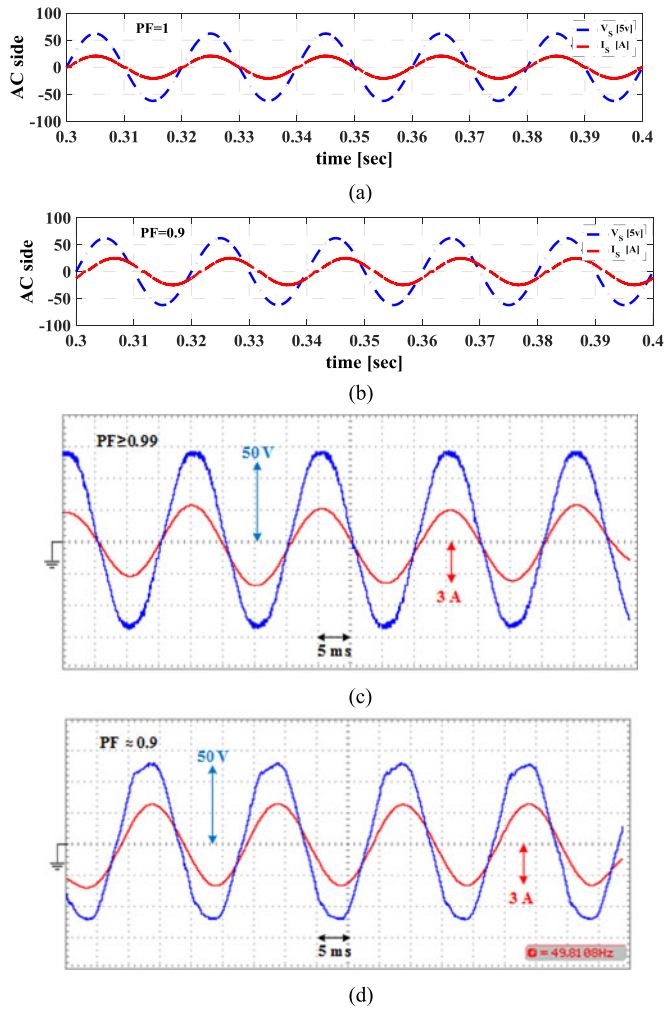 AC side
100
50
0
-50
-100
PF=1
V_S [5v]
I_S [A]
0.3 0.31 0.32 0.33 0.34 0.35 0.36 0.37 0.38 0.39 0.4
time [sec]
(a)
AC side
100
50
0
-50
-100
PF=0.9
V_S [5v]
I_S [A]
0.3 0.31 0.32 0.33 0.34 0.35 0.36 0.37 0.38 0.39 0.4
time [sec]
(b)
PF≥0.99
50 V
3 A
5 ms
(c)
PF ≈ 0.9
50 V
3 A
5 ms
= 49.8108Hz
(d)